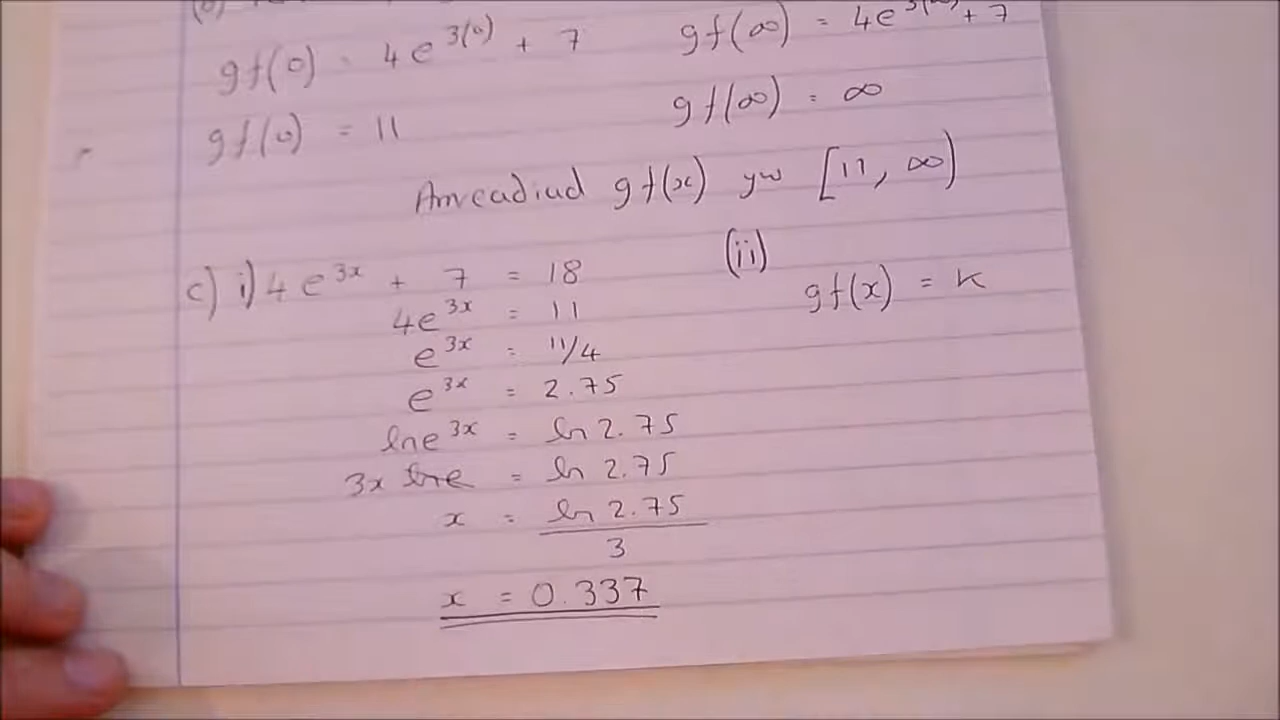 (b)
gf(0) = 4e^3(0) + 7
gf(0) = 11
gf(∞) = 4e^3(∞) + 7
gf(∞) = ∞
Amrediad gf(x) yw [11, ∞)
c) i) 4e^3x + 7 = 18
4e^3x = 11
e^3x = 11/4
e^3x = 2.75
ln e^3x = ln 2.75
3x ln e = ln 2.75
x = ln 2.75
3
x = 0.337
(ii)
gf(x) = k